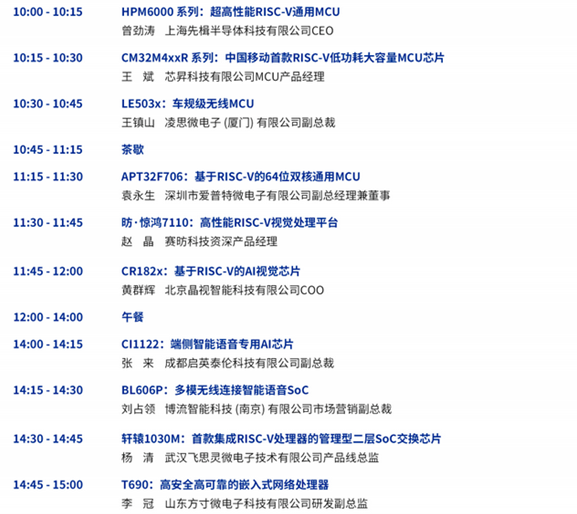 10:00 - 10:15 HPM6000 系列：超高性能RISC-V通用MCU
曾劲涛 上海先楫半导体科技有限公司CEO
10:15 - 10:30 CM32M4xxR 系列：中国移动首款RISC-V低功耗大容量MCU芯片
王 斌 芯昇科技有限公司MCU产品经理
10:30 - 10:45 LE503x：车规级无线MCU
王镇山 凌思微电子 (厦门) 有限公司副总裁
10:45 - 11:15 茶歇
11:15 - 11:30 APT32F706：基于RISC-V的64位双核通用MCU
袁永生 深圳市爱普特微电子有限公司副总经理兼董事
11:30 - 11:45 昉·惊鸿7110：高性能RISC-V视觉处理平台
赵 晶 赛昉科技资深产品经理
11:45 - 12:00 CR182x：基于RISC-V的AI视觉芯片
黄群辉 北京晶视智能科技有限公司COO
12:00 - 14:00 午餐
14:00 - 14:15 CI1122：端侧智能语音专用AI芯片
张 来 成都启英泰伦科技有限公司副总裁
14:15 - 14:30 BL606P：多模无线连接智能语音SoC
刘占领 博流智能科技 (南京) 有限公司市场营销副总裁
14:30 - 14:45 轩辕1030M：首款集成RISC-V处理器的管理型二层SoC交换芯片
杨 清 武汉飞思灵微电子技术有限公司产品线总监
14:45 - 15:00 T690：高安全高可靠的嵌入式网络处理器
李 冠 山东方寸微电子科技有限公司研发副总监